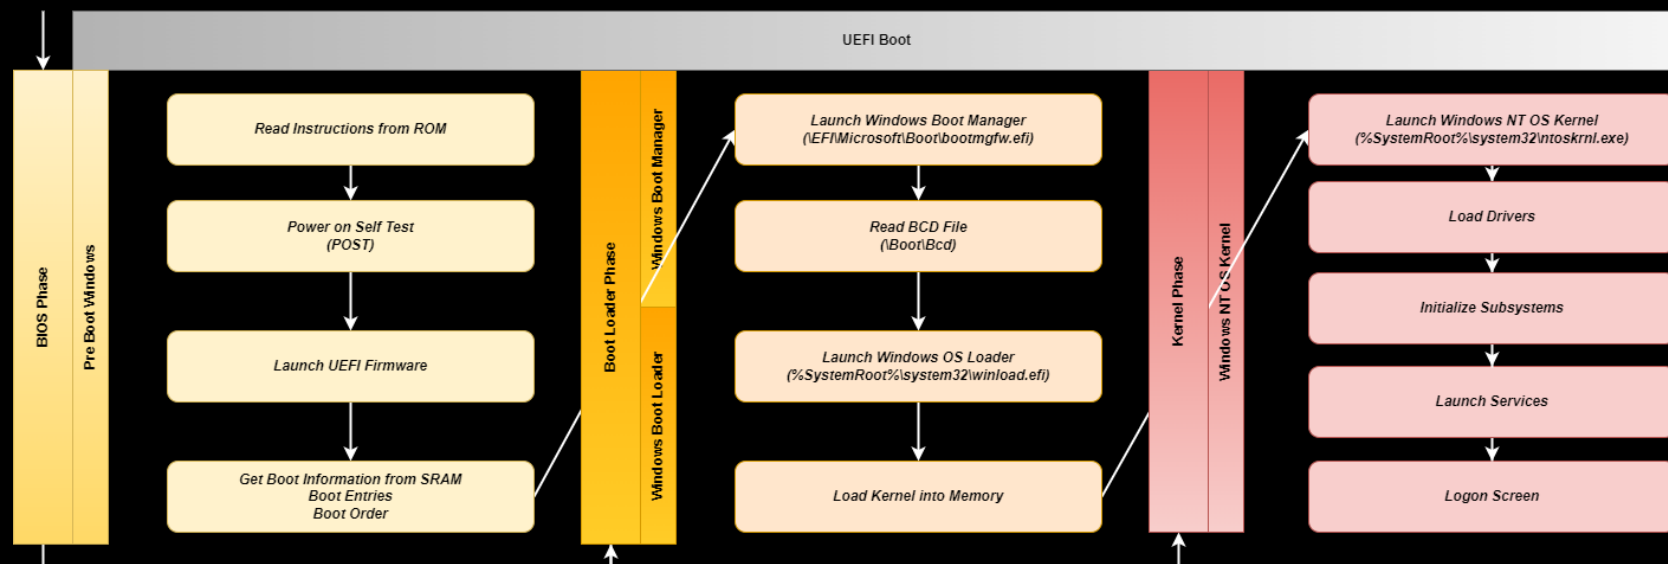 UEFI Boot
BIOS Phase
Pre Boot Windows
Read Instructions from ROM
Power on Self Test
(POST)
Launch UEFI Firmware
Get Boot Information from SRAM
Boot Entries
Boot Order
Boot Loader Phase
Windows Boot Manager
Windows Boot Loader
Launch Windows Boot Manager
(\EFI\Microsoft\Boot\bootmgfw.efi)
Read BCD File
(\Boot\Bcd)
Launch Windows OS Loader
(%SystemRoot%\system32\winload.efi)
Load Kernel into Memory
Kernel Phase
Windows NT OS Kernel
Launch Windows NT OS Kernel
(%SystemRoot%\system32\ntoskrnl.exe)
Load Drivers
Initialize Subsystems
Launch Services
Logon Screen